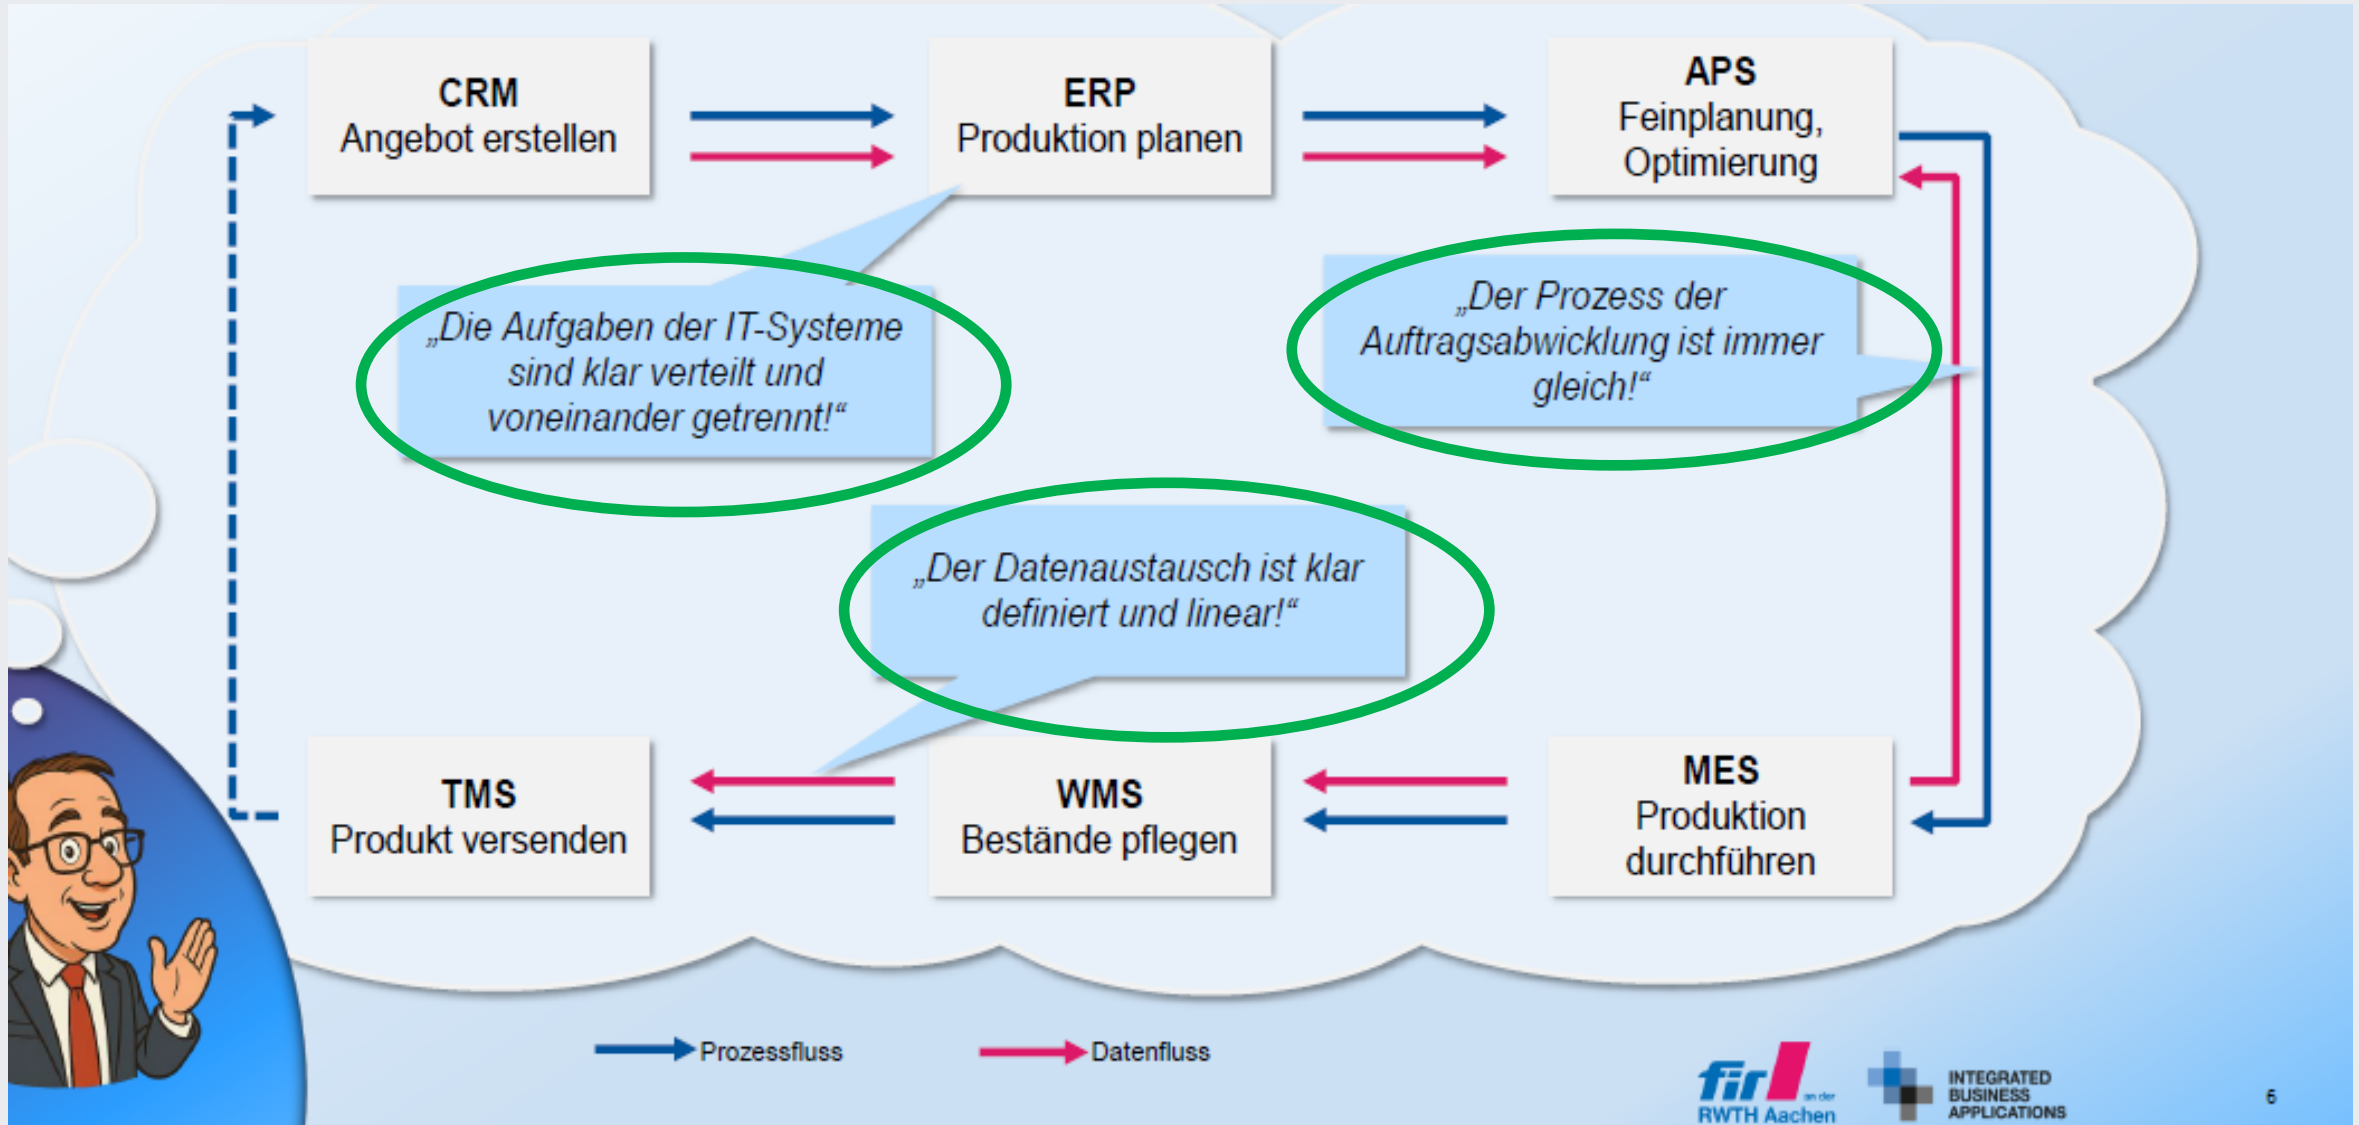 CRM
Angebot erstellen
ERP
Produktion planen
APS
Feinplanung,
Optimierung
„Die Aufgaben der IT-Systeme
sind klar verteilt und
voneinander getrennt!“
„Der Prozess der
Auftragsabwicklung ist immer
gleich!“
„Der Datenaustausch ist klar
definiert und linear!“
TMS
Produkt versenden
WMS
Bestände pflegen
MES
Produktion
durchführen
Prozessfluss
Datenfluss
fir
an der
RWTH Aachen
INTEGRATED
BUSINESS
APPLICATIONS
6